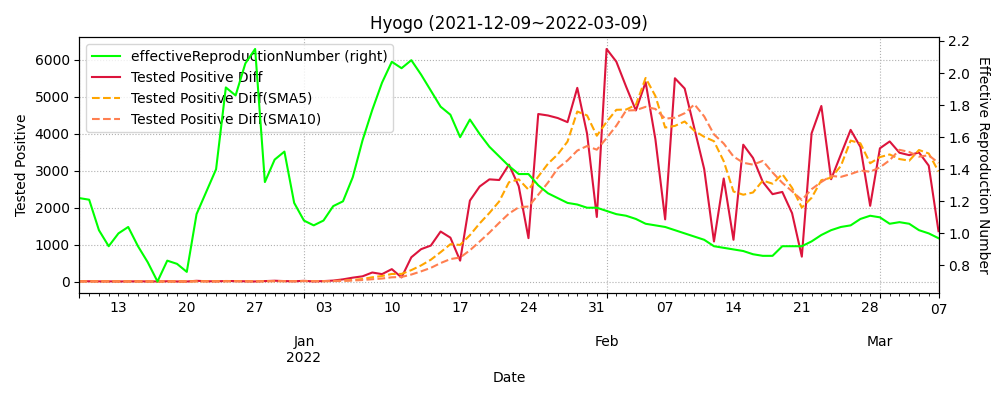 Hyogo (2021-12-09~2022-03-09)
effectiveReproductionNumber (right)
Tested Positive Diff
Tested Positive Diff(SMA5)
Tested Positive Diff(SMA10)
Tested Positive
6000
5000
4000
3000
2000
1000
0
2.2
2.0
1.8
1.6
1.4
1.2
1.0
0.8
Effective Reproduction Number
13 20 27 03 10 17 24 31 07 14 21 28 07
Jan Feb Mar
2022
Date